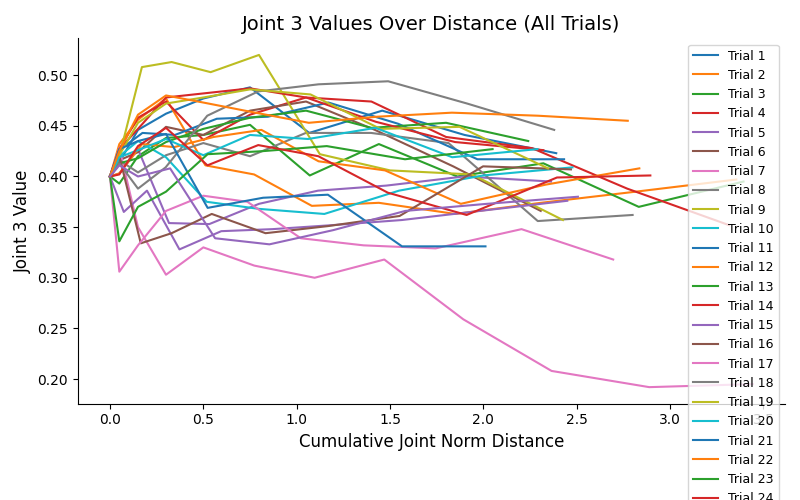 Joint 3 Values Over Distance (All Trials)
Joint 3 Value
0.50
0.45
0.40
0.35
0.30
0.25
0.20
0.0
0.5
1.0
1.5
2.0
2.5
3.0
Cumulative Joint Norm Distance
Trial 1
Trial 2
Trial 3
Trial 4
Trial 5
Trial 6
Trial 7
Trial 8
Trial 9
Trial 10
Trial 11
Trial 12
Trial 13
Trial 14
Trial 15
Trial 16
Trial 17
Trial 18
Trial 19
Trial 20
Trial 21
Trial 22
Trial 23
Trial 24